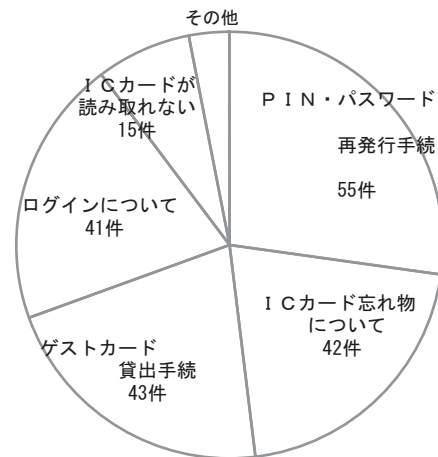 その他
ＩＣカードが
読み取れない
15件
ＰＩＮ・パスワード
再発行手続
55件
ログインについて
41件
ＩＣカード忘れ物
について
42件
ゲストカード
貸出手続
43件